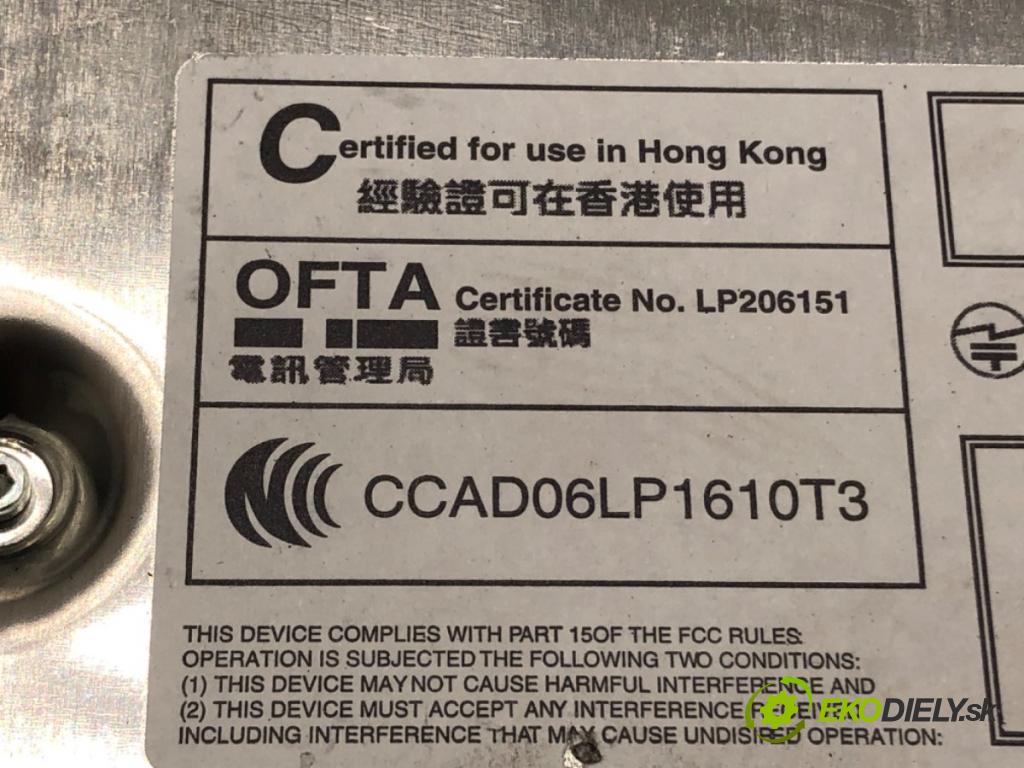 Certified for use in Hong Kong
經驗證可在香港使用
OFTA
電訊管理局
Certificate No. LP206151
證書號碼
CCAD06LP1610T3
THIS DEVICE COMPLIES WITH PART 15OF THE FCC RULES:
OPERATION IS SUBJECTED THE FOLLOWING TWO CONDITIONS:
(1) THIS DEVICE MAY NOT CAUSE HARMFUL INTERFERENCE AND
(2) THIS DEVICE MUST ACCEPT ANY INTERFERENCE RECEIVE
INCLUDING INTERFERENCE THAT MAY CAUSE UNDISIRED OPERATION:
EKODIELY.sk